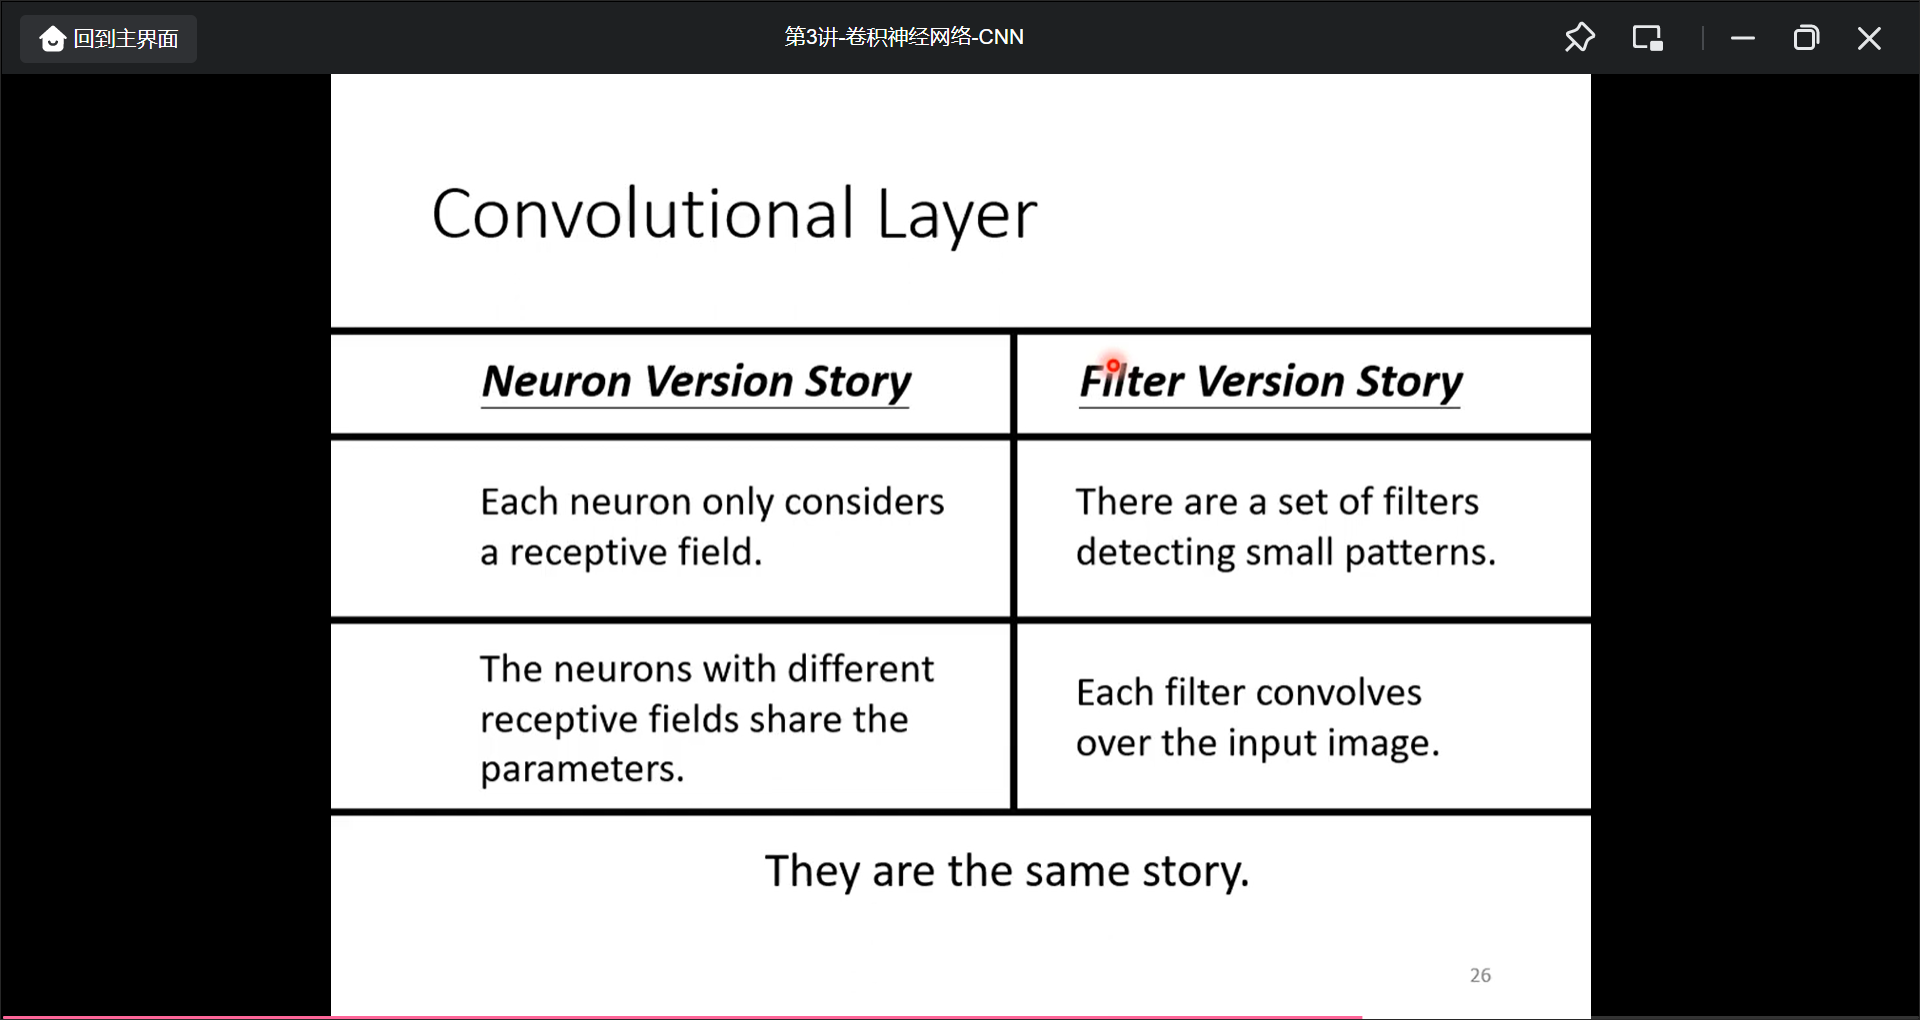 回到主界面
第3讲-卷积神经网络-CNN
Convolutional Layer
Neuron Version Story
Filter Version Story
Each neuron only considers
a receptive field.
There are a set of filters
detecting small patterns.
The neurons with different
receptive fields share the
parameters.
Each filter convolves
over the input image.
They are the same story.
26